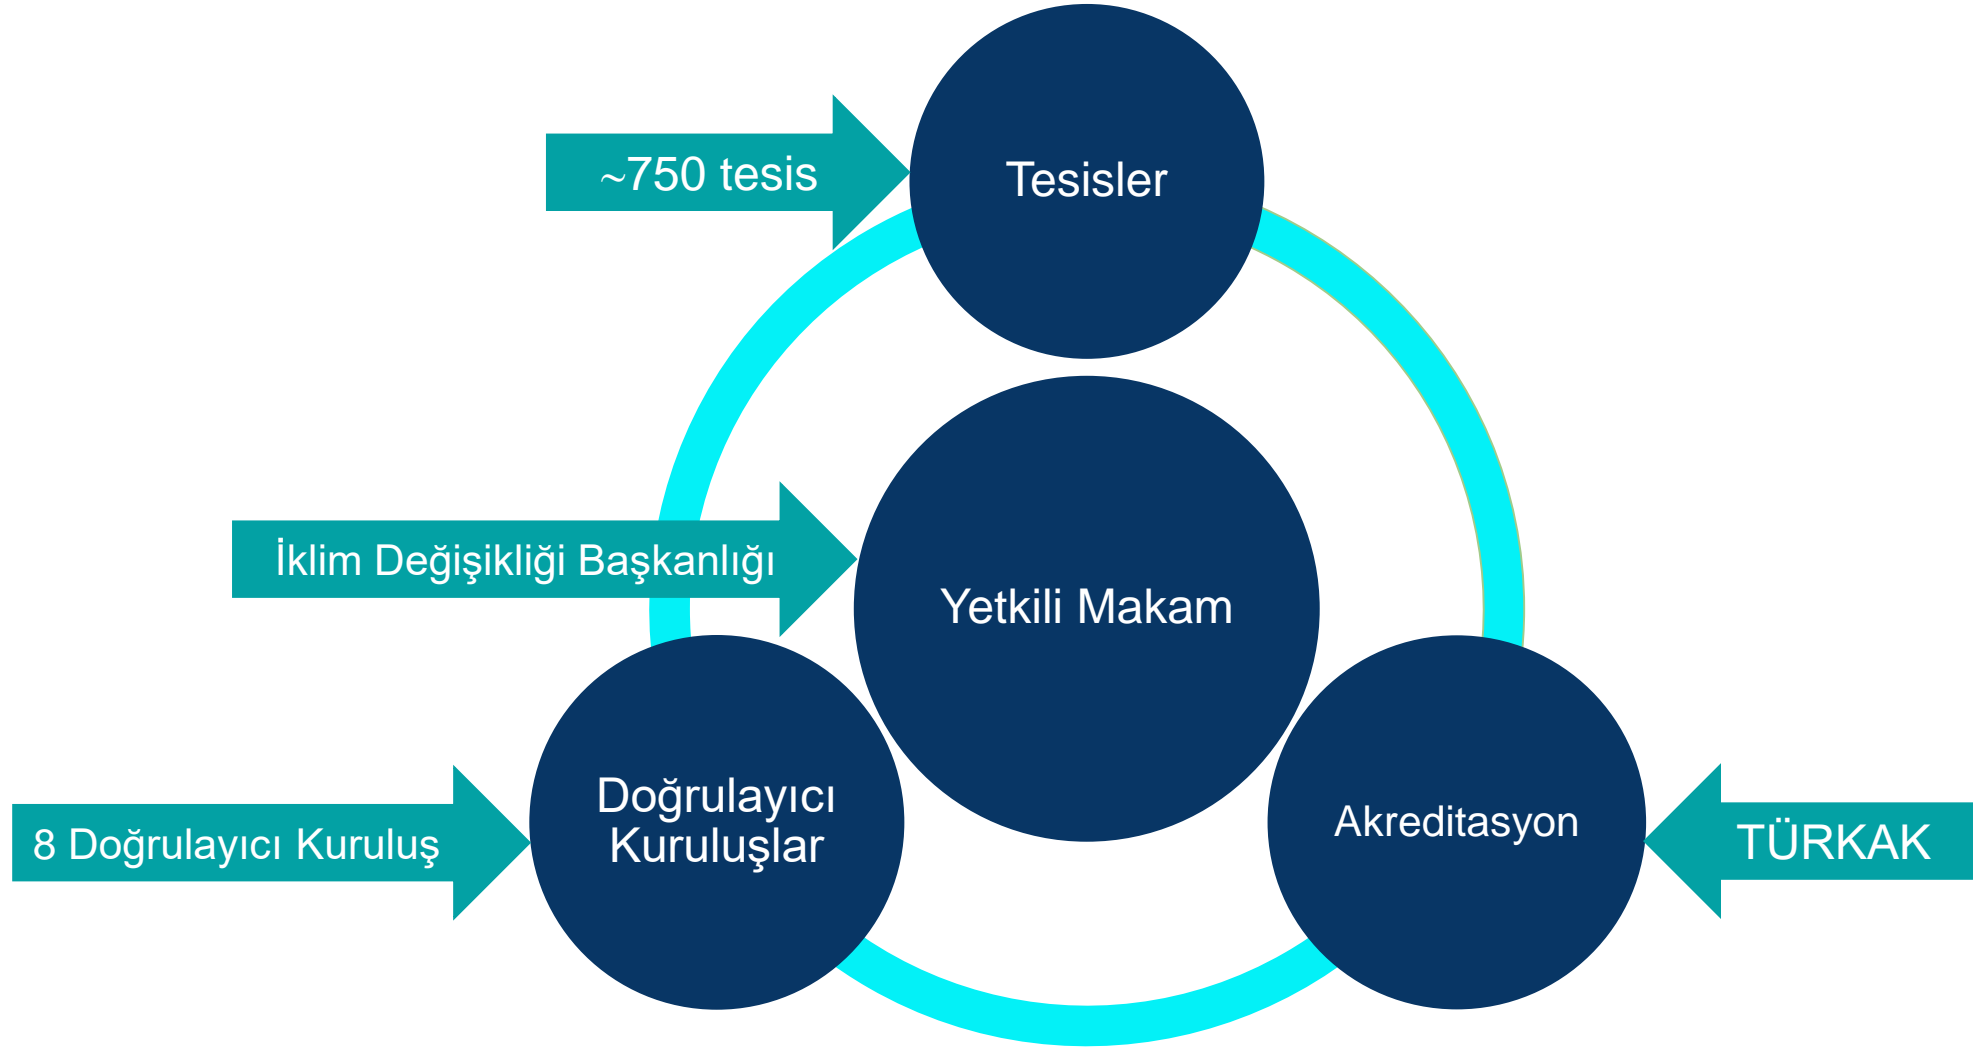 ~750 tesis
Tesisler
İklim Değişikliği Başkanlığı
Yetkili Makam
8 Doğrulayıcı Kuruluş
Doğrulayıcı
Kuruluşlar
Akreditasyon
TÜRKAK